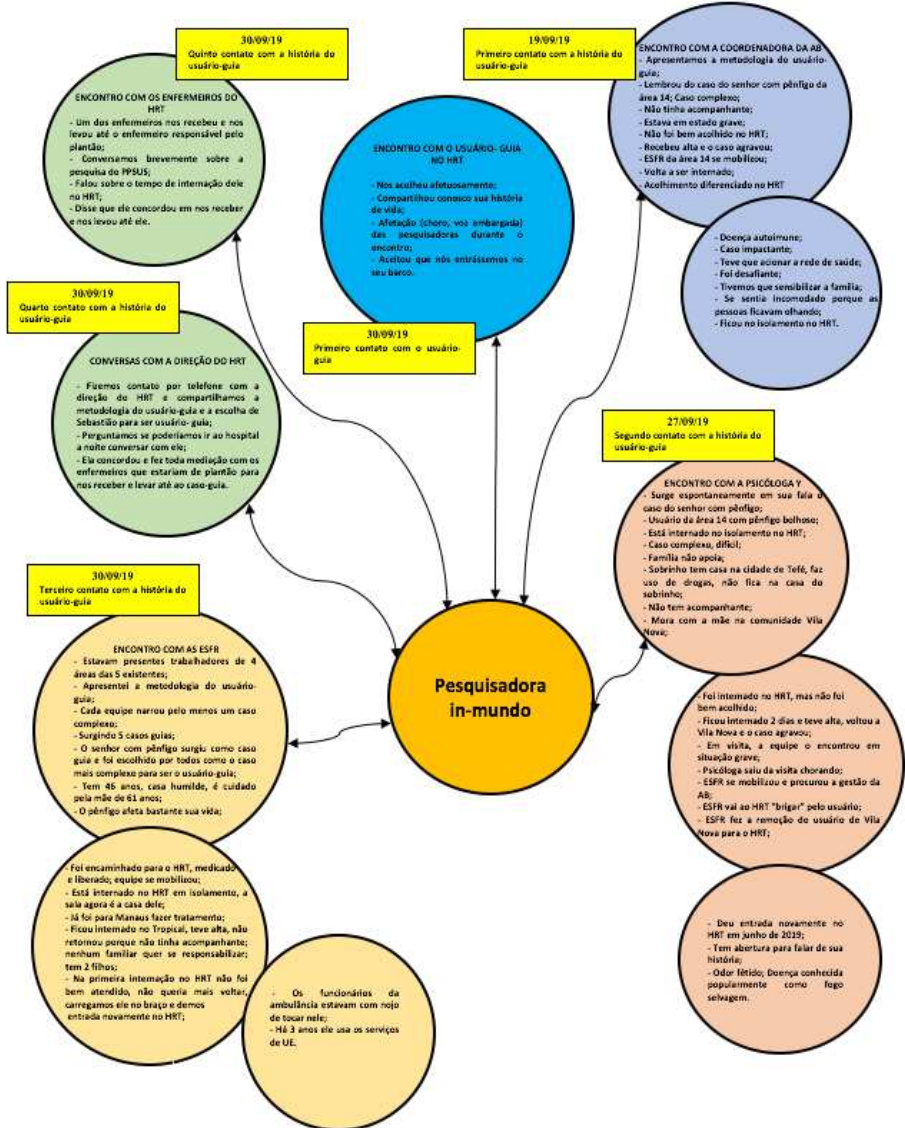 30/09/19
Quinto contato com a história do
usuário-guia
ENCONTRO COM OS ENFERMEIROS DO
HRT
- Um dos enfermeiros nos recebeu e nos
levou até o enfermeiro responsável pelo
plantão;
- Conversamos brevemente sobre a
pesquisa do PPSUS;
- Falou sobre o tempo de internação dele
no HRT;
- Disse que ele concordou em nos receber
e nos levou até ele.
19/09/19
Primeiro contato com a história do
usuário-guia
ENCONTRO COM A COORDENADORA DA AB
- Apresentamos a metodologia do usuário-
guia;
- Lembrou do caso do senhor com pênfigo da
área 14; Caso complexo;
- Não tinha acompanhante;
- Estava em estado grave;
- Não foi bem acolhido no HRT;
- Recebeu alta e o caso agravou;
- ESFR da área 14 se mobilizou;
- Volta a ser internado;
- Acolhimento diferenciado no HRT
- Doença autoimune;
- Caso impactante;
- Teve que acionar a rede de saúde;
- Foi desafiante;
- Tivemos que sensibilizar a família;
- Se sentia incomodado porque as
pessoas ficavam olhando;
- Ficou no isolamento no HRT.
ENCONTRO COM O USUÁRIO- GUIA
NO HRT
- Nos acolheu afetuosamente;
- Compartilhou conosco sua história
de vida;
- Afetação (choro, voz embargada)
das pesquisadoras durante o
encontro;
- Aceitou que nós entrássemos no
seu barco.
30/09/19
Primeiro contato com o usuário-
guia
30/09/19
Quarto contato com a história do
usuário-guia
CONVERSAS COM A DIREÇÃO DO HRT
- Fizemos contato por telefone com a
direção do HRT e compartilhamos a
metodologia do usuário-guia e a escolha de
Sebastião para ser usuário- guia;
- Perguntamos se poderíamos ir ao hospital
a noite conversar com ele;
- Ela concordou e fez toda mediação com os
enfermeiros que estariam de plantão para
nos receber e levar até ao caso-guia.
27/09/19
Segundo contato com a história do
usuário-guia
ENCONTRO COM A PSICÓLOGA Y
- Surge espontaneamente em sua fala o
caso do senhor com pênfigo;
- Usuário da área 14 com pênfigo bolhoso;
- Está internado no isolamento no HRT;
- Caso complexo, difícil;
- Família não apoia;
- Sobrinho tem casa na cidade de Tefé, faz
uso de drogas, não fica na casa do
sobrinho;
- Não tem acompanhante;
- Mora com a mãe na comunidade Vila
Nova;
- Foi internado no HRT, mas não foi
bem acolhido;
- Ficou internado 2 dias e teve alta, voltou a
Vila Nova e o caso agravou;
- Em visita, a equipe o encontrou em
situação grave;
- Psicóloga saiu da visita chorando;
- ESFR se mobilizou e procurou a gestão da
AB;
- ESFR vai ao HRT "brigar" pelo usuário;
- ESFR fez a remoção do usuário de Vila
Nova para o HRT;
- Deu entrada novamente no
HRT em junho de 2019;
- Tem abertura para falar de sua
história;
- Odor fétido; Doença conhecida
popularmente como fogo
selvagem.
30/09/19
Terceiro contato com a história do
usuário-guia
ENCONTRO COM AS ESFR
- Estavam presentes trabalhadores de 4
áreas das 5 existentes;
- Apresentei a metodologia do usuário-
guia;
- Cada equipe narrou pelo menos um caso
complexo;
- Surgindo 5 casos guias;
- O senhor com pênfigo surgiu como caso
guia e foi escolhido por todos como o caso
mais complexo para ser o usuário-guia;
- Tem 46 anos, casa humilde, é cuidado
pela mãe de 61 anos;
- O pênfigo afeta bastante sua vida;
- Foi encaminhado para o HRT, medicado
e liberado; equipe se mobilizou;
- Está internado no HRT em isolamento, a
sala agora é a casa dele;
- Já foi para Manaus fazer tratamento;
- Ficou internado no Tropical, teve alta, não
retornou porque não tinha acompanhante;
nenhum familiar quer se responsabilizar;
tem 2 filhos;
- Na primeira internação no HRT não foi
bem atendido, não queria mais voltar,
carregamos ele no braço e demos
entrada novamente no HRT;
- Os funcionários da
ambulância estavam com nojo
de tocar nele;
- Há 3 anos ele usa os serviços
de UE.
Pesquisadora
in-mundo